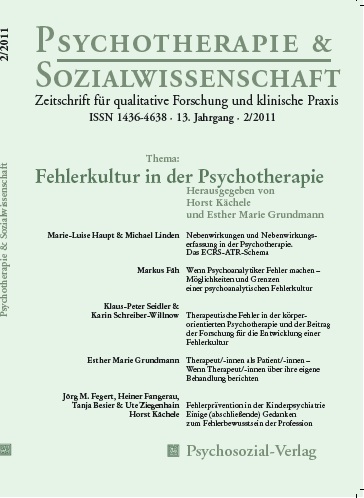 2/2011
Psychotherapie & Sozialwissenschaft
PSYCHOTHERAPIE &
SOZIALWISSENSCHAFT
Zeitschrift für qualitative Forschung und klinische Praxis
ISSN 1436-4638 · 13. Jahrgang · 2/2011
Thema:
Fehlerkultur in der Psychotherapie
Herausgegeben von
Horst Kächele
und Esther Marie Grundmann
Marie-Luise Haupt & Michael Linden
Nebenwirkungen und Nebenwirkungs-
erfassung in der Psychotherapie.
Das ECRS-ATR-Schema
Markus Fäh
Wenn Psychoanalytiker Fehler machen –
Möglichkeiten und Grenzen
einer psychoanalytischen Fehlerkultur
Klaus-Peter Seidler &
Karin Schreiber-Willnow
Therapeutische Fehler in der körper-
orientierten Psychotherapie und der Beitrag
der Forschung für die Entwicklung einer
Fehlerkultur
Esther Marie Grundmann
Therapeut/-innen als Patient/-innen –
Wenn Therapeut/-innen über ihre eigene
Behandlung berichten
Jörg M. Fegert, Heiner Fangerau,
Tanja Besier & Ute Ziegenhain
Fehlerprävention in der Kinderpsychiatrie
Horst Kächele
Einige (abschließende) Gedanken
zum Fehlerbewusstsein der Profession
Psychosozial-Verlag